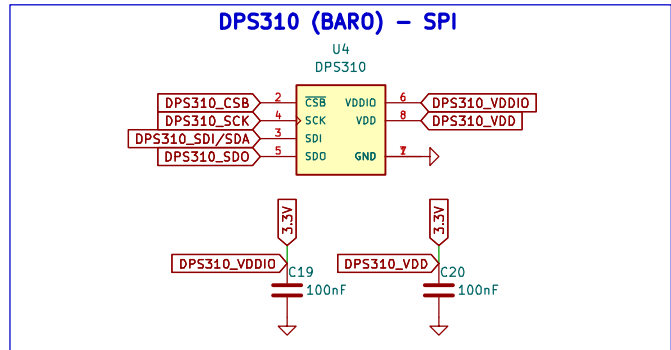 DPS310 (BARO) – SPI
U4
DPS310
DPS310_CSB 2 CSB VDDIO 6 DPS310_VDDIO
DPS310_SCK 4 SCK VDD 8 DPS310_VDD
DPS310_SDI/SDA 3 SDI
DPS310_SDO 5 SDO GND
3.3V 3.3V
DPS310_VDDIO DPS310_VDD
C19 C20
100nF 100nF